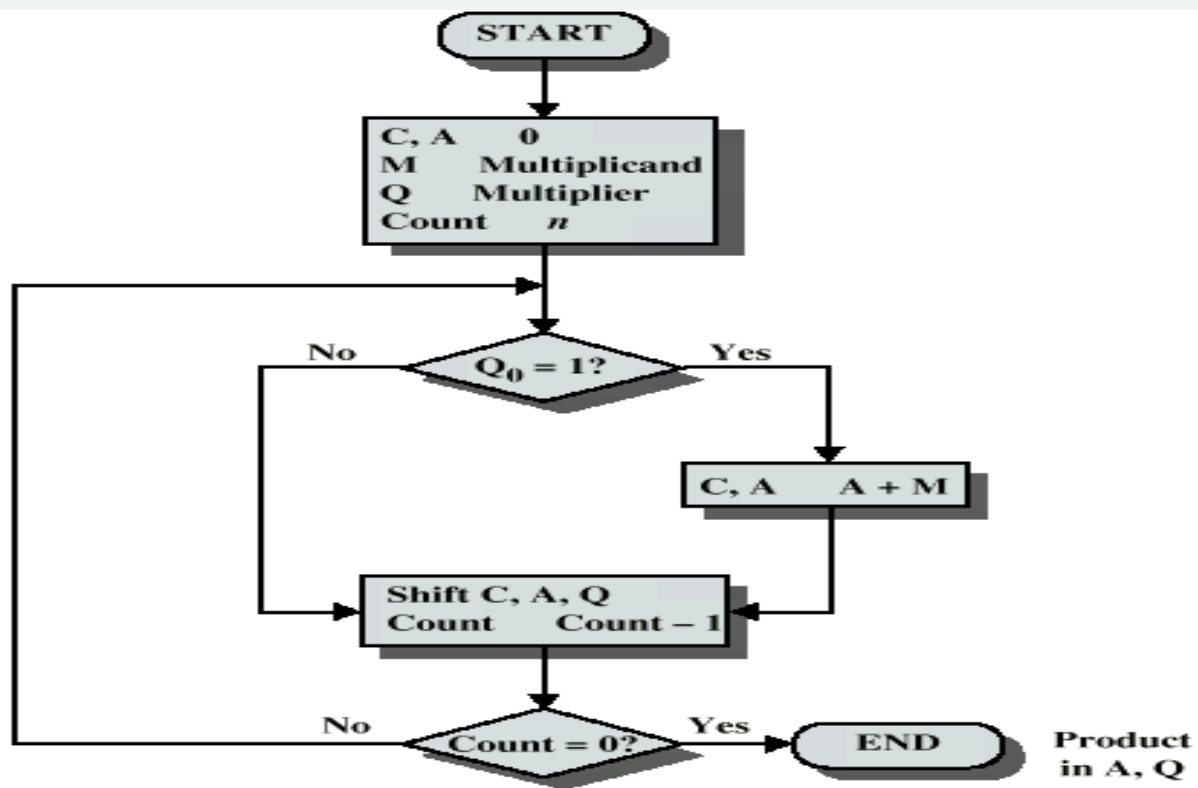 START
C, A 0
M Multiplicand
Q Multiplier
Count n
No
Q0 = 1?
Yes
C, A A + M
Shift C, A, Q
Count Count – 1
No
Count = 0?
Yes
END
Product
in A, Q